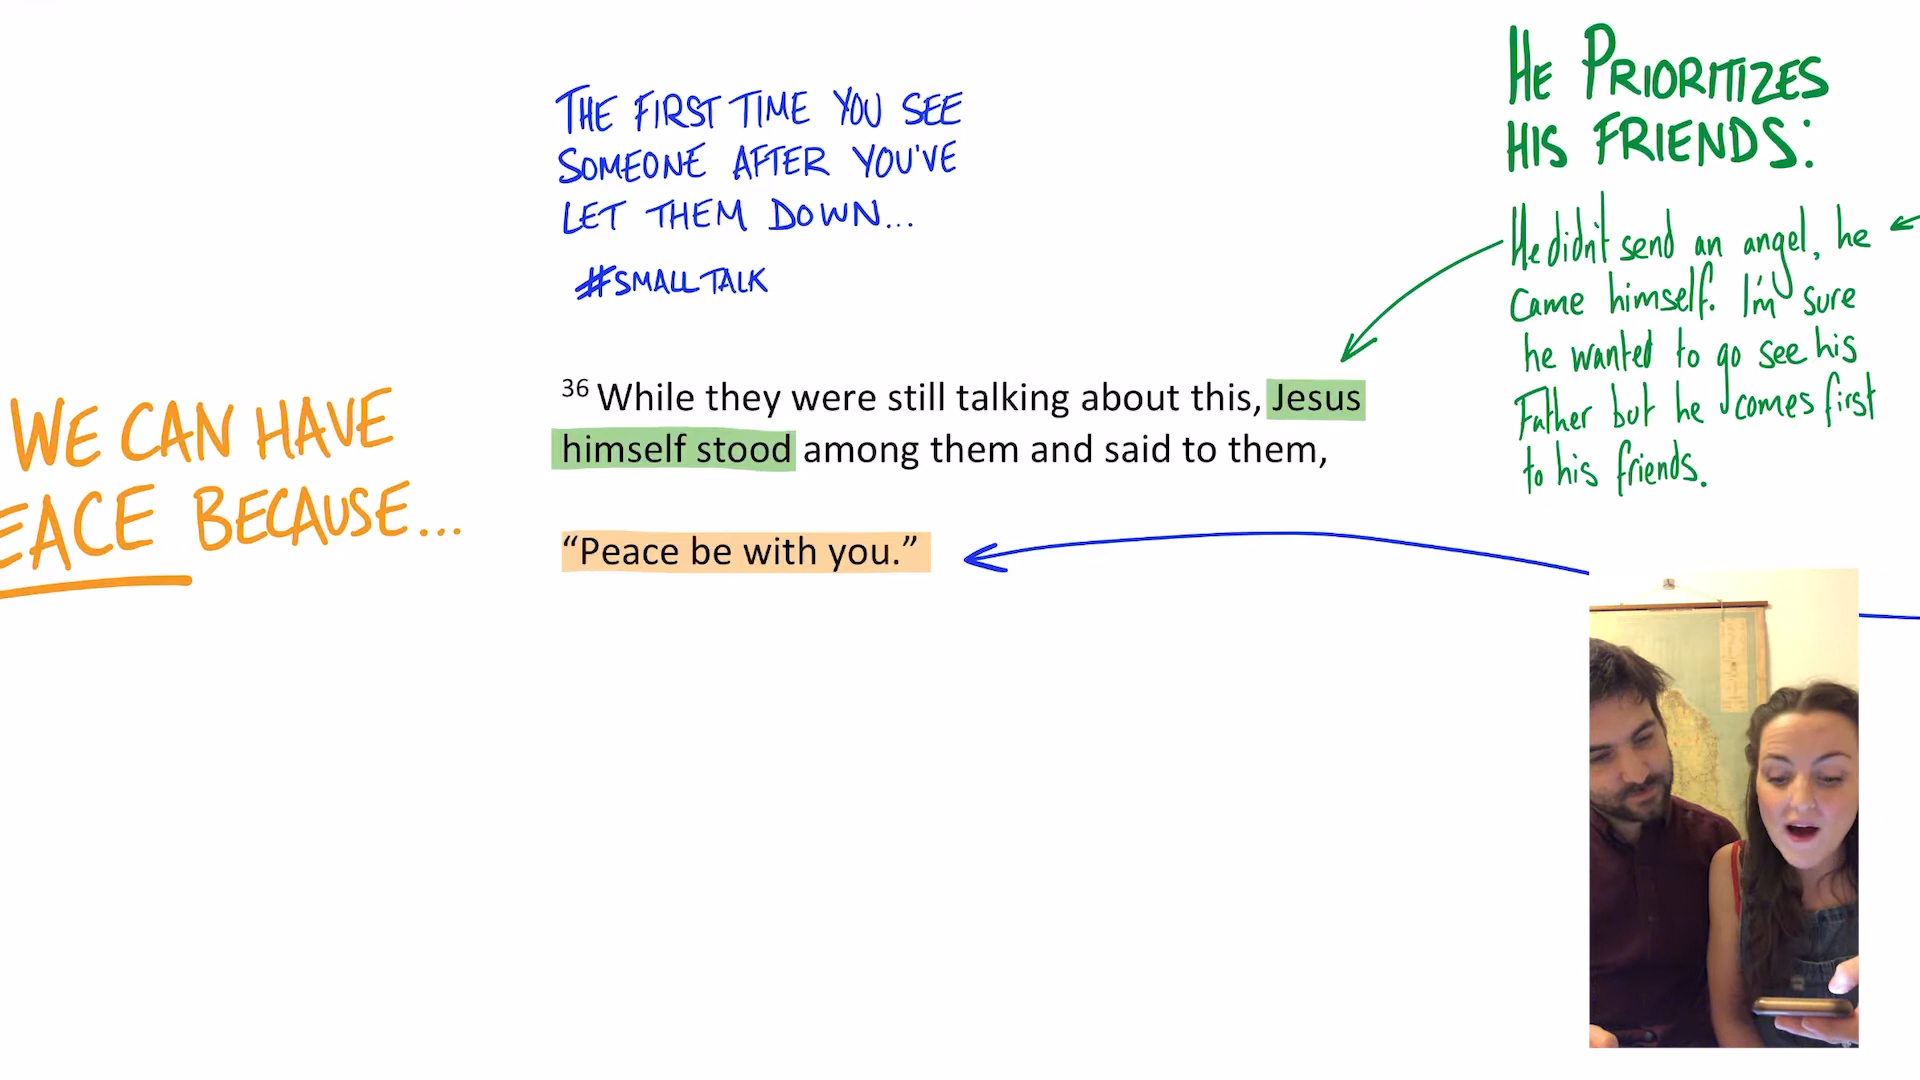 THE FIRST TIME YOU SEE
SOMEONE AFTER YOU'VE
LET THEM DOWN...
#SMALLTALK
WE CAN HAVE
EACE BECAUSE...
36 While they were still talking about this, Jesus
himself stood among them and said to them,
“Peace be with you.”
HE PRIORITIZES
HIS FRIENDS:
He didn't send an angel, he
came himself. I'm sure
he wanted to go see his
Father but he comes first
to his friends.